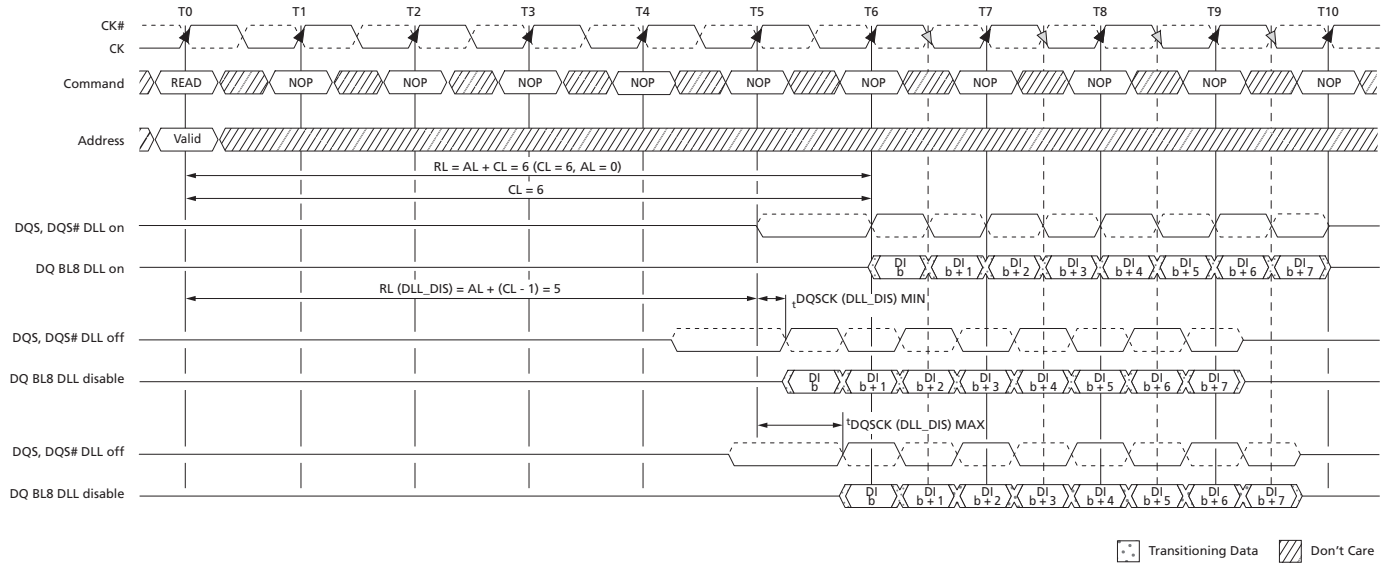 T0 T1 T2 T3 T4 T5 T6 T7 T8 T9 T10
CK#
CK
Command READ NOP NOP NOP NOP NOP NOP NOP NOP NOP NOP
Address Valid
RL = AL + CL = 6 (CL = 6, AL = 0)
CL = 6
DQS, DQS# DLL on
DQ BL8 DLL on DI b DI b + 1 DI b + 2 DI b + 3 DI b + 4 DI b + 5 DI b + 6 DI b + 7
RL (DLL_DIS) = AL + (CL - 1) = 5
tDQSCK (DLL_DIS) MIN
DQS, DQS# DLL off
DQ BL8 DLL disable DI b DI b + 1 DI b + 2 DI b + 3 DI b + 4 DI b + 5 DI b + 6 DI b + 7
tDQSCK (DLL_DIS) MAX
DQS, DQS# DLL off
DQ BL8 DLL disable DI b DI b + 1 DI b + 2 DI b + 3 DI b + 4 DI b + 5 DI b + 6 DI b + 7
Transitioning Data Don't Care